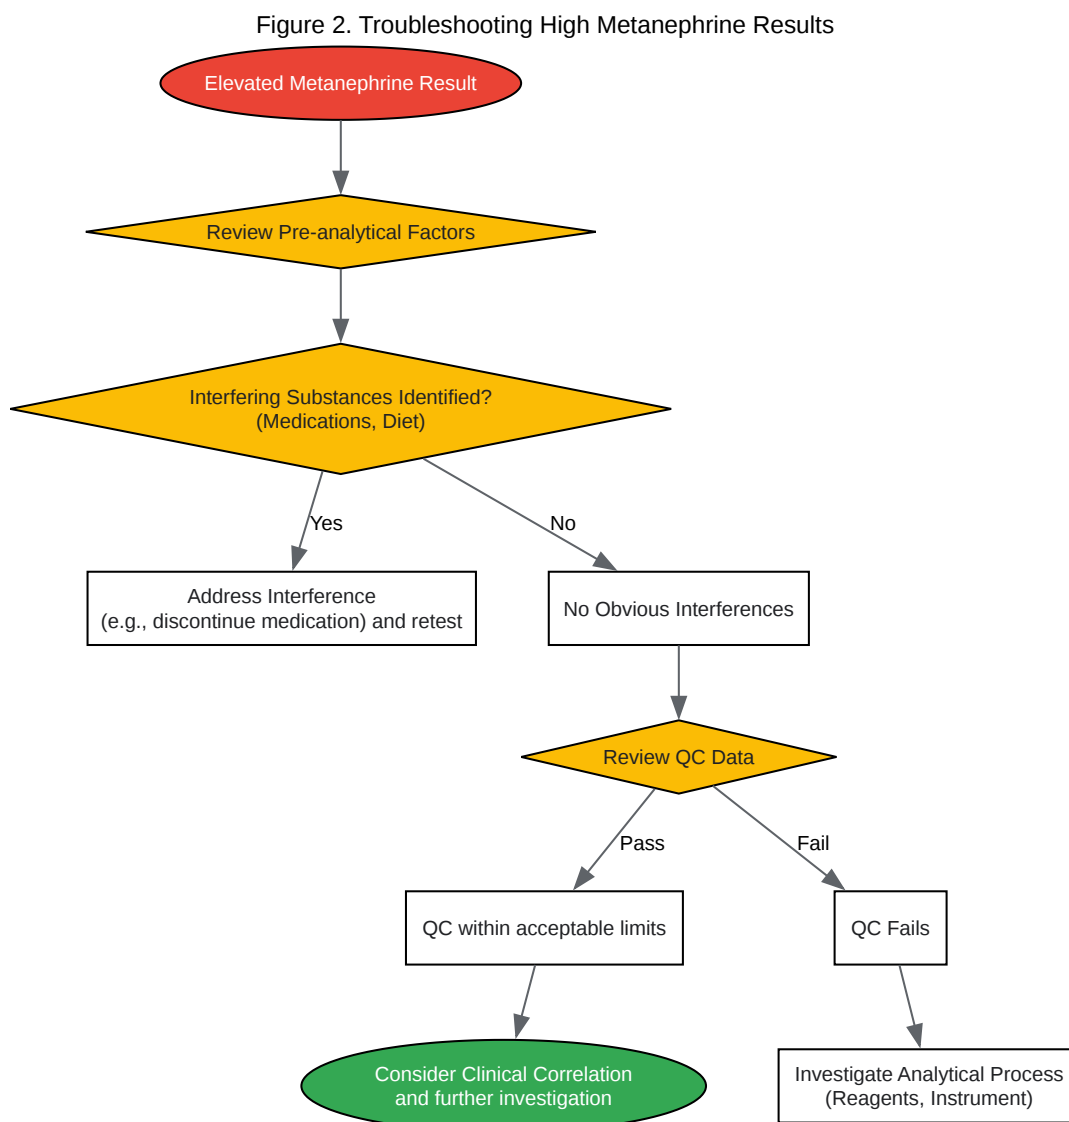 Figure 2. Troubleshooting High Metanephrine Results
Elevated Metanephrine Result
Review Pre-analytical Factors
Interfering Substances Identified?
(Medications, Diet)
Yes
No
Address Interference
(e.g., discontinue medication) and retest
No Obvious Interferences
Review QC Data
Pass
Fail
QC within acceptable limits
QC Fails
Consider Clinical Correlation
and further investigation
Investigate Analytical Process
(Reagents, Instrument)